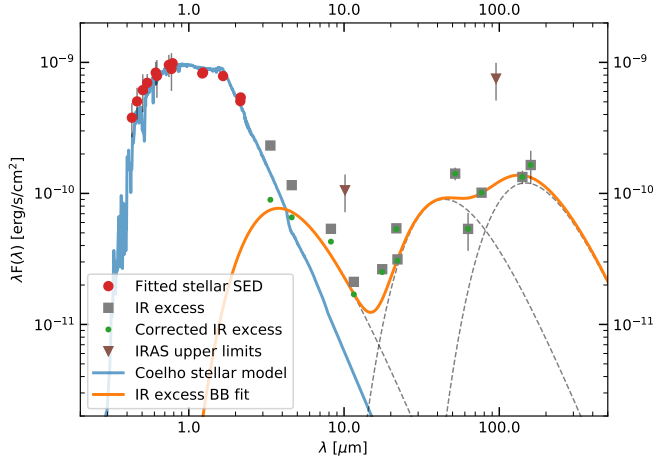 1.0 10.0 100.0
10⁻⁹ 10⁻⁹
10⁻¹⁰ 10⁻¹⁰
10⁻¹¹ 10⁻¹¹
λF(λ) [erg/s/cm²]
Fitted stellar SED
IR excess
Corrected IR excess
IRAS upper limits
Coelho stellar model
IR excess BB fit
1.0 10.0 100.0
λ [μm]